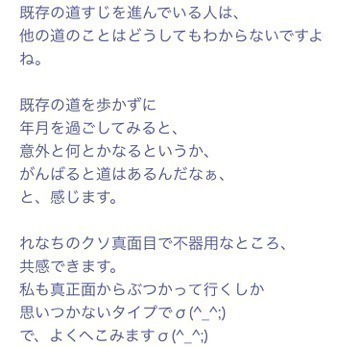 既存の道すじを進んでいる人は、
他の道のことはどうしてもわからないですよ
ね。
既存の道を歩かずに
年月を過ごしてみると、
意外と何とかなるというか、
がんばると道はあるんだなぁ、
と、感じます。
れなちのクソ真面目で不器用なところ、
共感できます。
私も真正面からぶつかって行くしか
思いつかないタイプでσ(^_^;)
で、よくへこみますσ(^_^;)